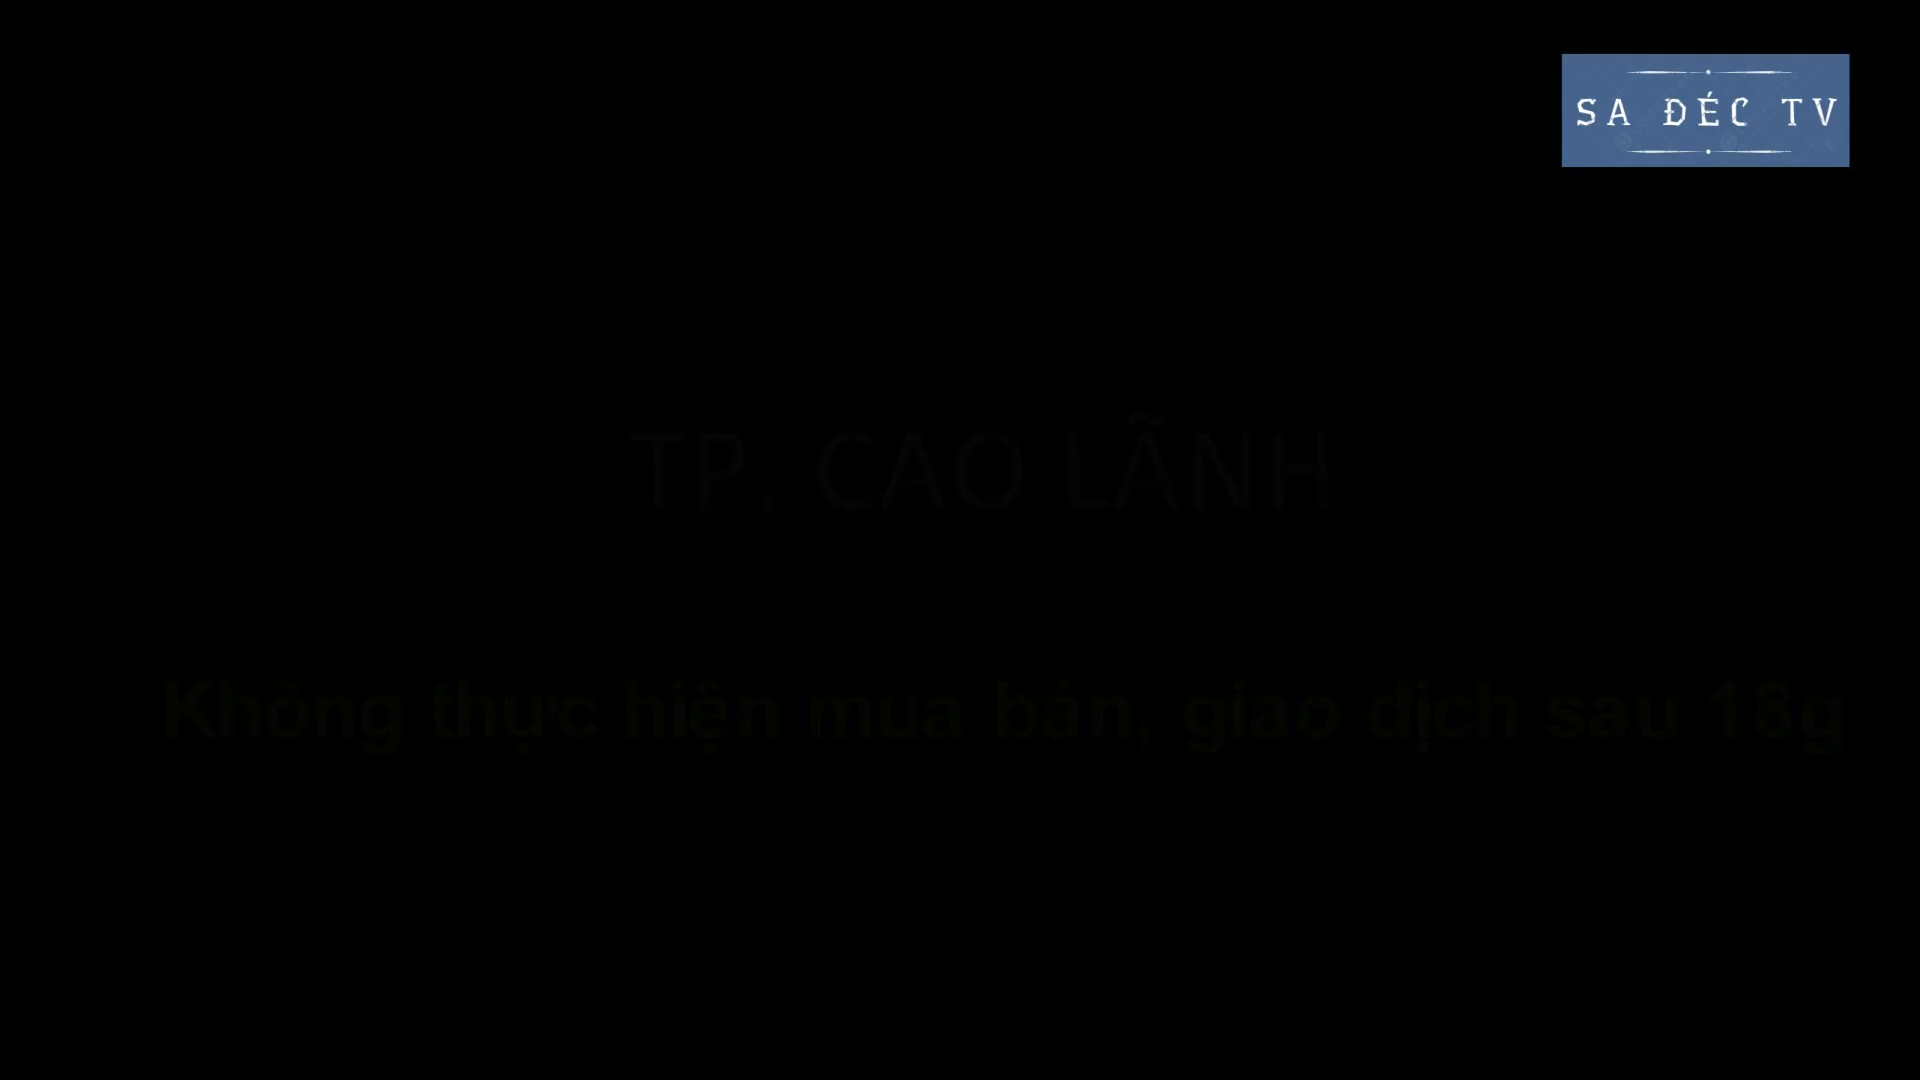 SA ĐÉC TV
TP. CAO LÃNH
Không thực hiện mua bán, giao dịch sau 18g